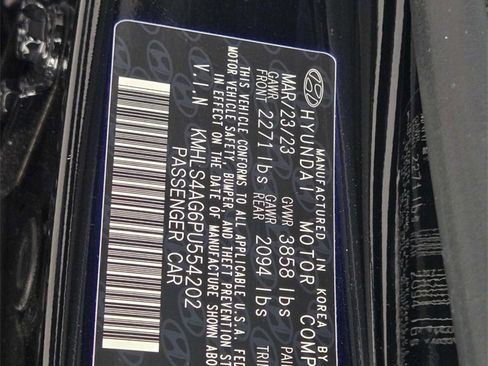 MANUFACTURED IN KOREA BY
HYUNDAI MOTOR COMP
MAR/23/23 GVWR 3858 lbs PAI
GAWR FRONT 2271 lbs GAWR REAR 2094 lbs TRI
THIS VEHICLE CONFORMS TO ALL APPLICABLE U.S.A. FED
MOTOR VEHICLE SAFETY, BUMPER, AND THEFT PREVENTION ST
IN EFFECT ON THE DATE OF MANUFACTURE SHOWN ABO
V.I.N KMHLS4AG6PU554202
PASSENGER CAR